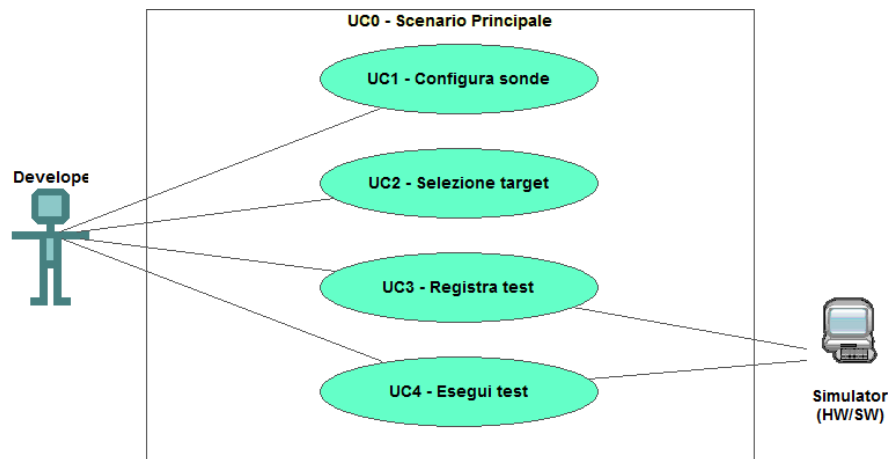 UC0 - Scenario Principale
UC1 - Configura sonde
Develope
UC2 - Selezione target
UC3 - Registra test
UC4 - Esegui test
Simulator
(HW/SW)